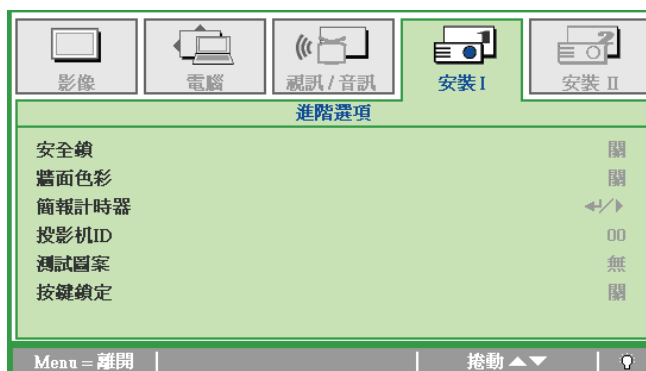 影像 電腦 視訊 / 音訊 安裝 I 安裝 II
進階選項
安全鎖 關
牆面色彩 關
簡報計時器
投影机ID 00
測試圖案 無
按鍵鎖定 關
Menu = 離開 捲動